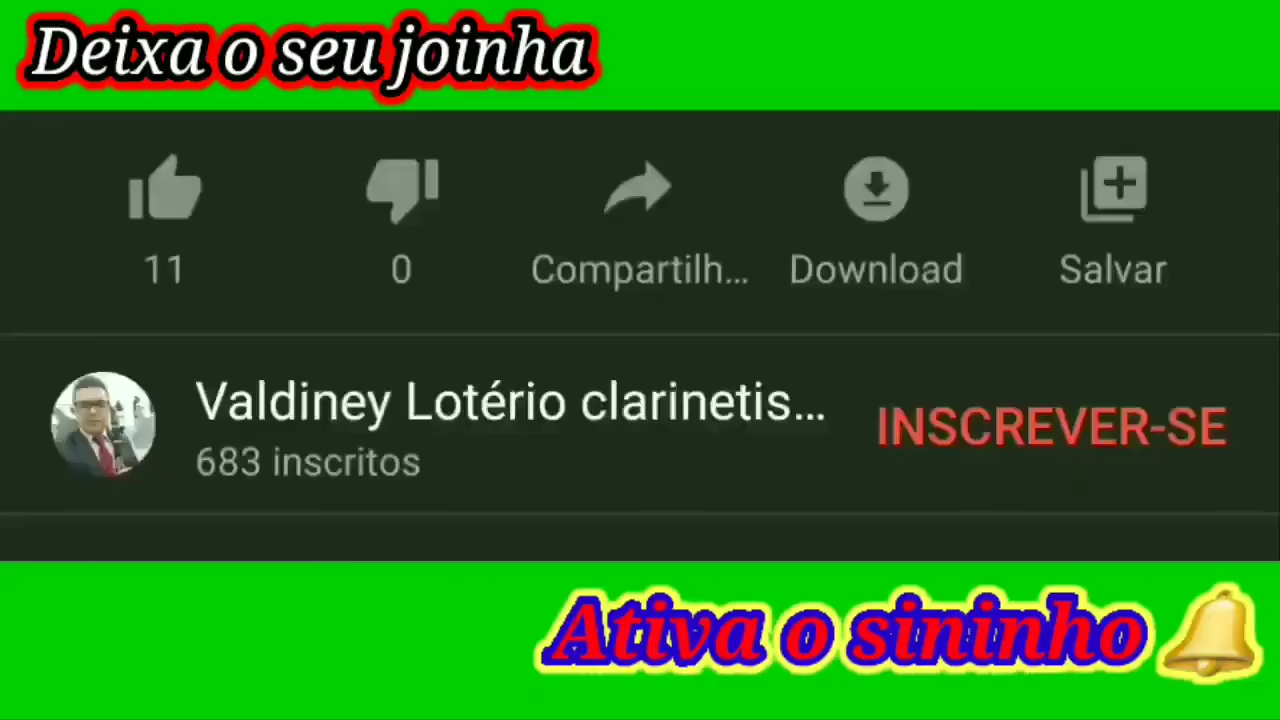 Deixa o seu joinha
11 0 Compartilh... Download Salvar
Valdiney Lotério clarinetis...
INSCREVER-SE
683 inscritos
Ativa o sininho